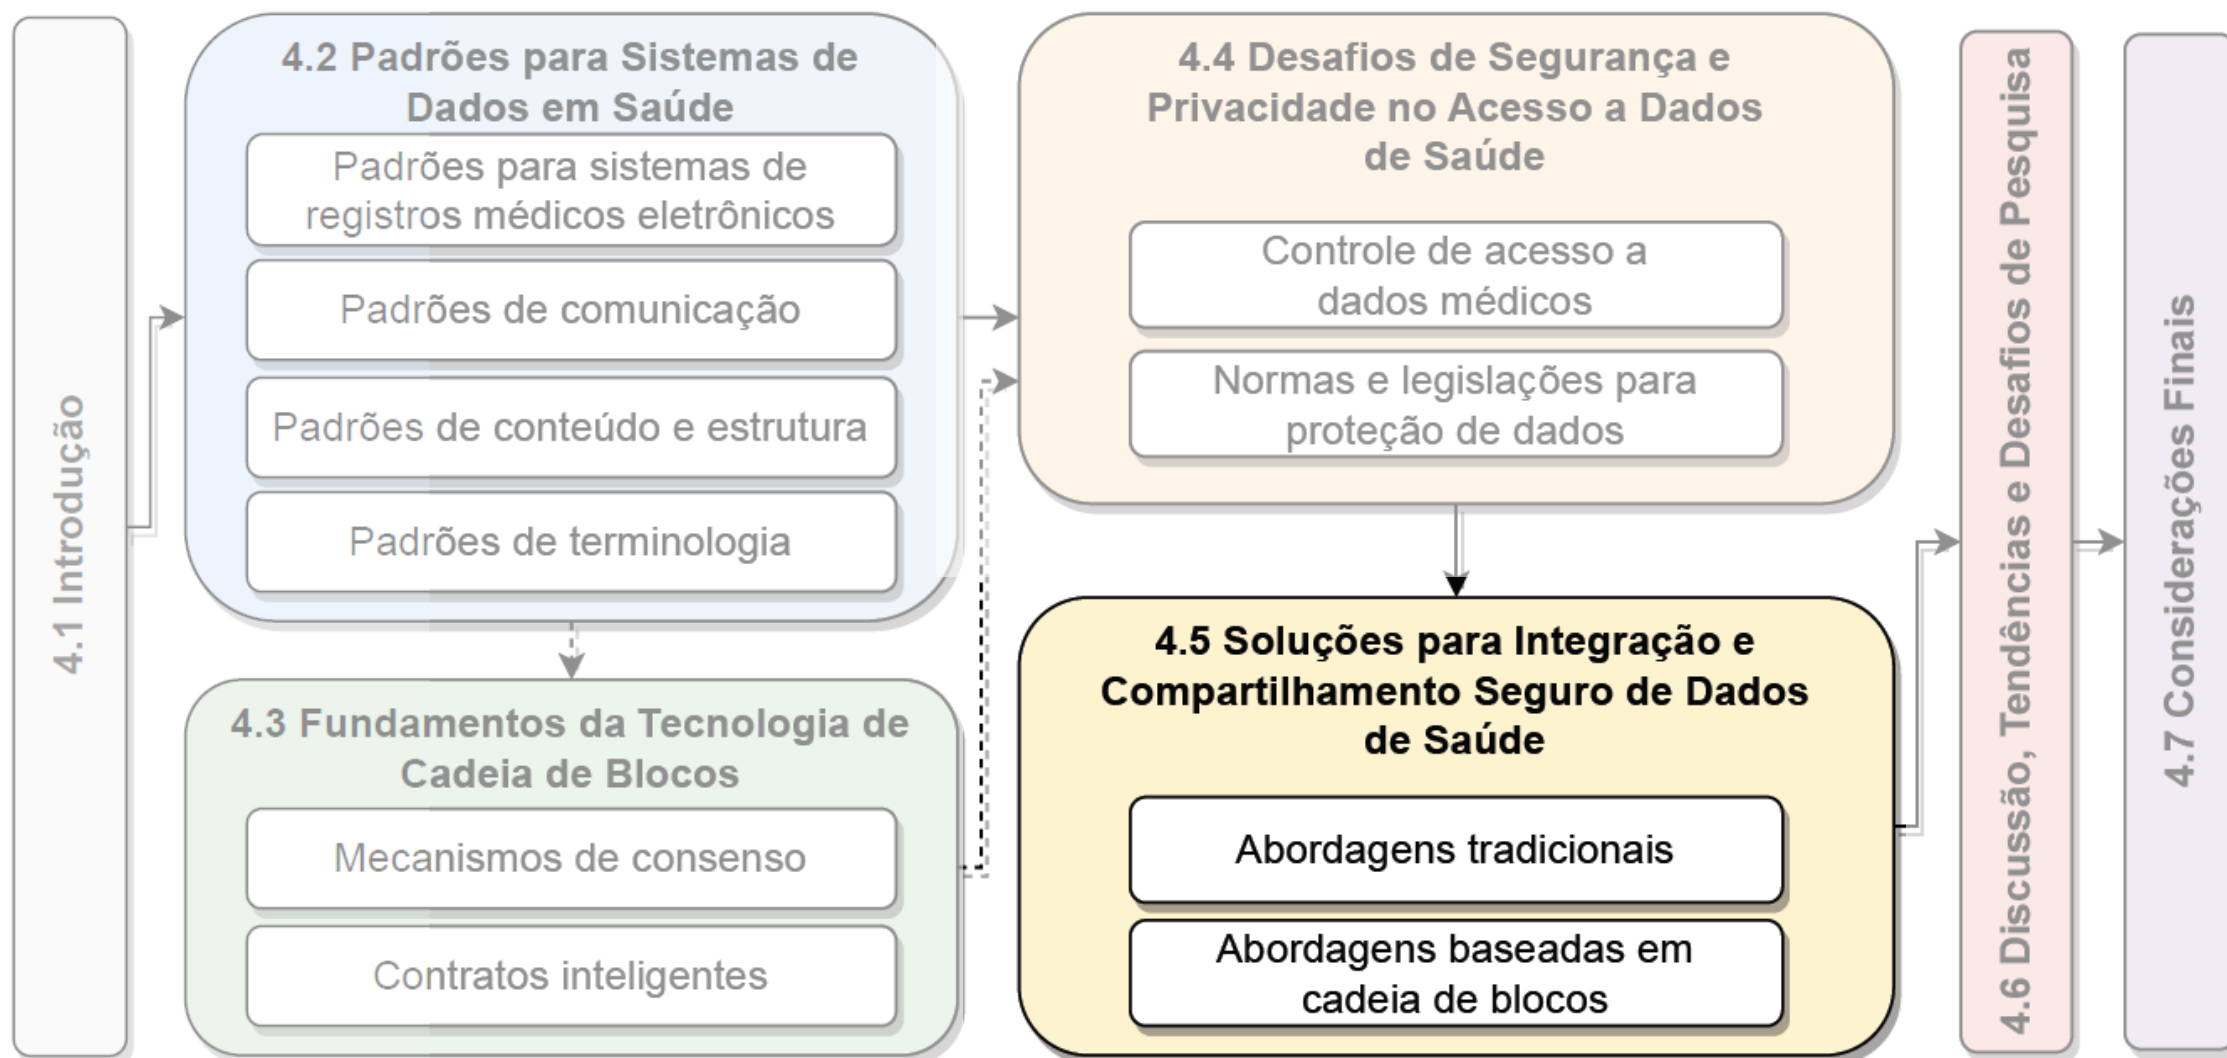 4.1 Introdução
4.2 Padrões para Sistemas de
Dados em Saúde
Padrões para sistemas de
registros médicos eletrônicos
Padrões de comunicação
Padrões de conteúdo e estrutura
Padrões de terminologia
4.3 Fundamentos da Tecnologia de
Cadeia de Blocos
Mecanismos de consenso
Contratos inteligentes
4.4 Desafios de Segurança e
Privacidade no Acesso a Dados
de Saúde
Controle de acesso a
dados médicos
Normas e legislações para
proteção de dados
4.5 Soluções para Integração e
Compartilhamento Seguro de Dados
de Saúde
Abordagens tradicionais
Abordagens baseadas em
cadeia de blocos
4.6 Discussão, Tendências e Desafios de Pesquisa
4.7 Considerações Finais